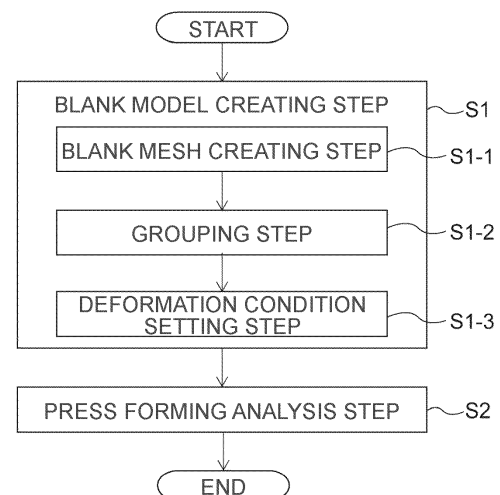 START
BLANK MODEL CREATING STEP
S1
BLANK MESH CREATING STEP
S1-1
GROUPING STEP
S1-2
DEFORMATION CONDITION
SETTING STEP
S1-3
PRESS FORMING ANALYSIS STEP
S2
END